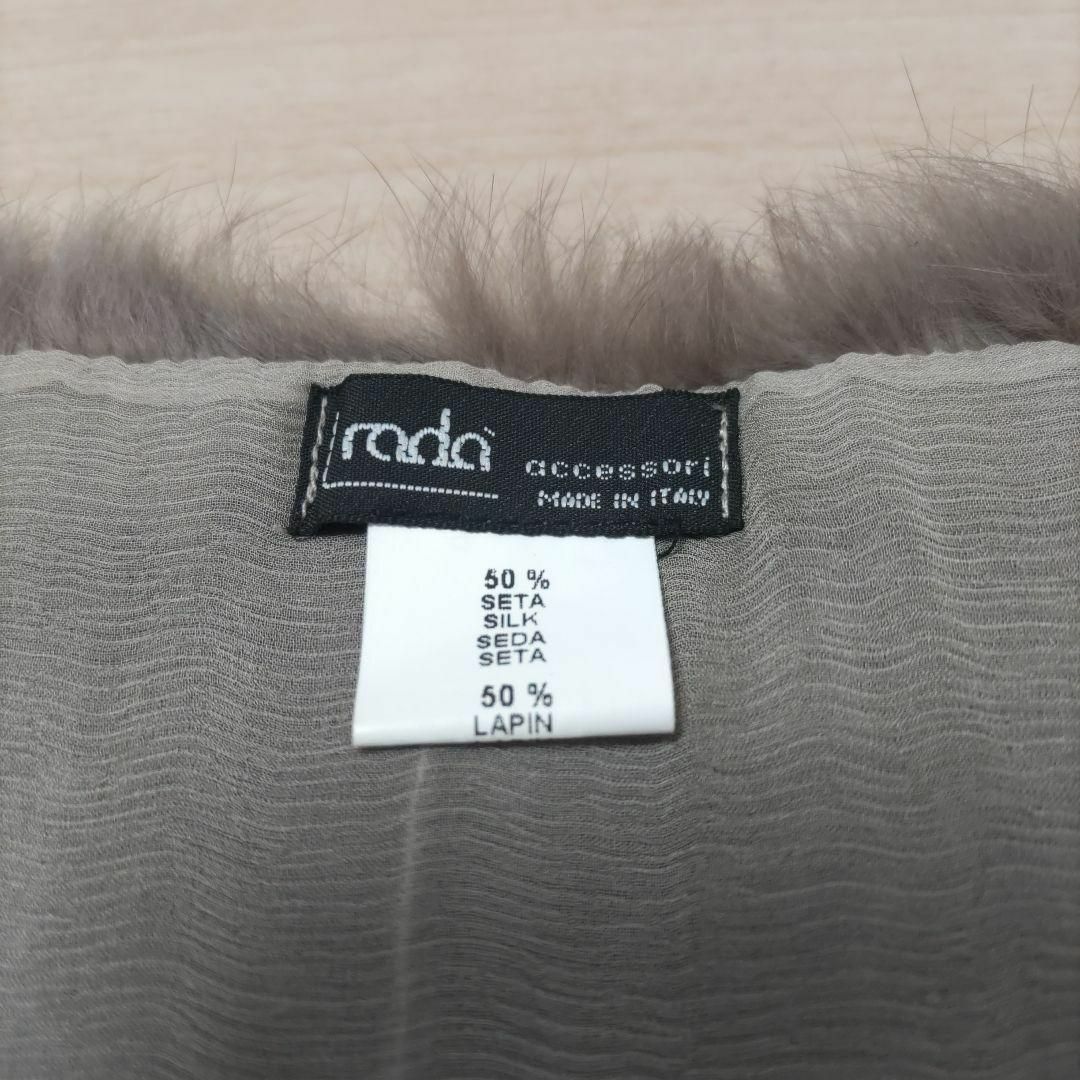 rada
accessori
MADE IN ITALY
50 %
SETA
SILK
SEDA
SETA
50 %
LAPIN